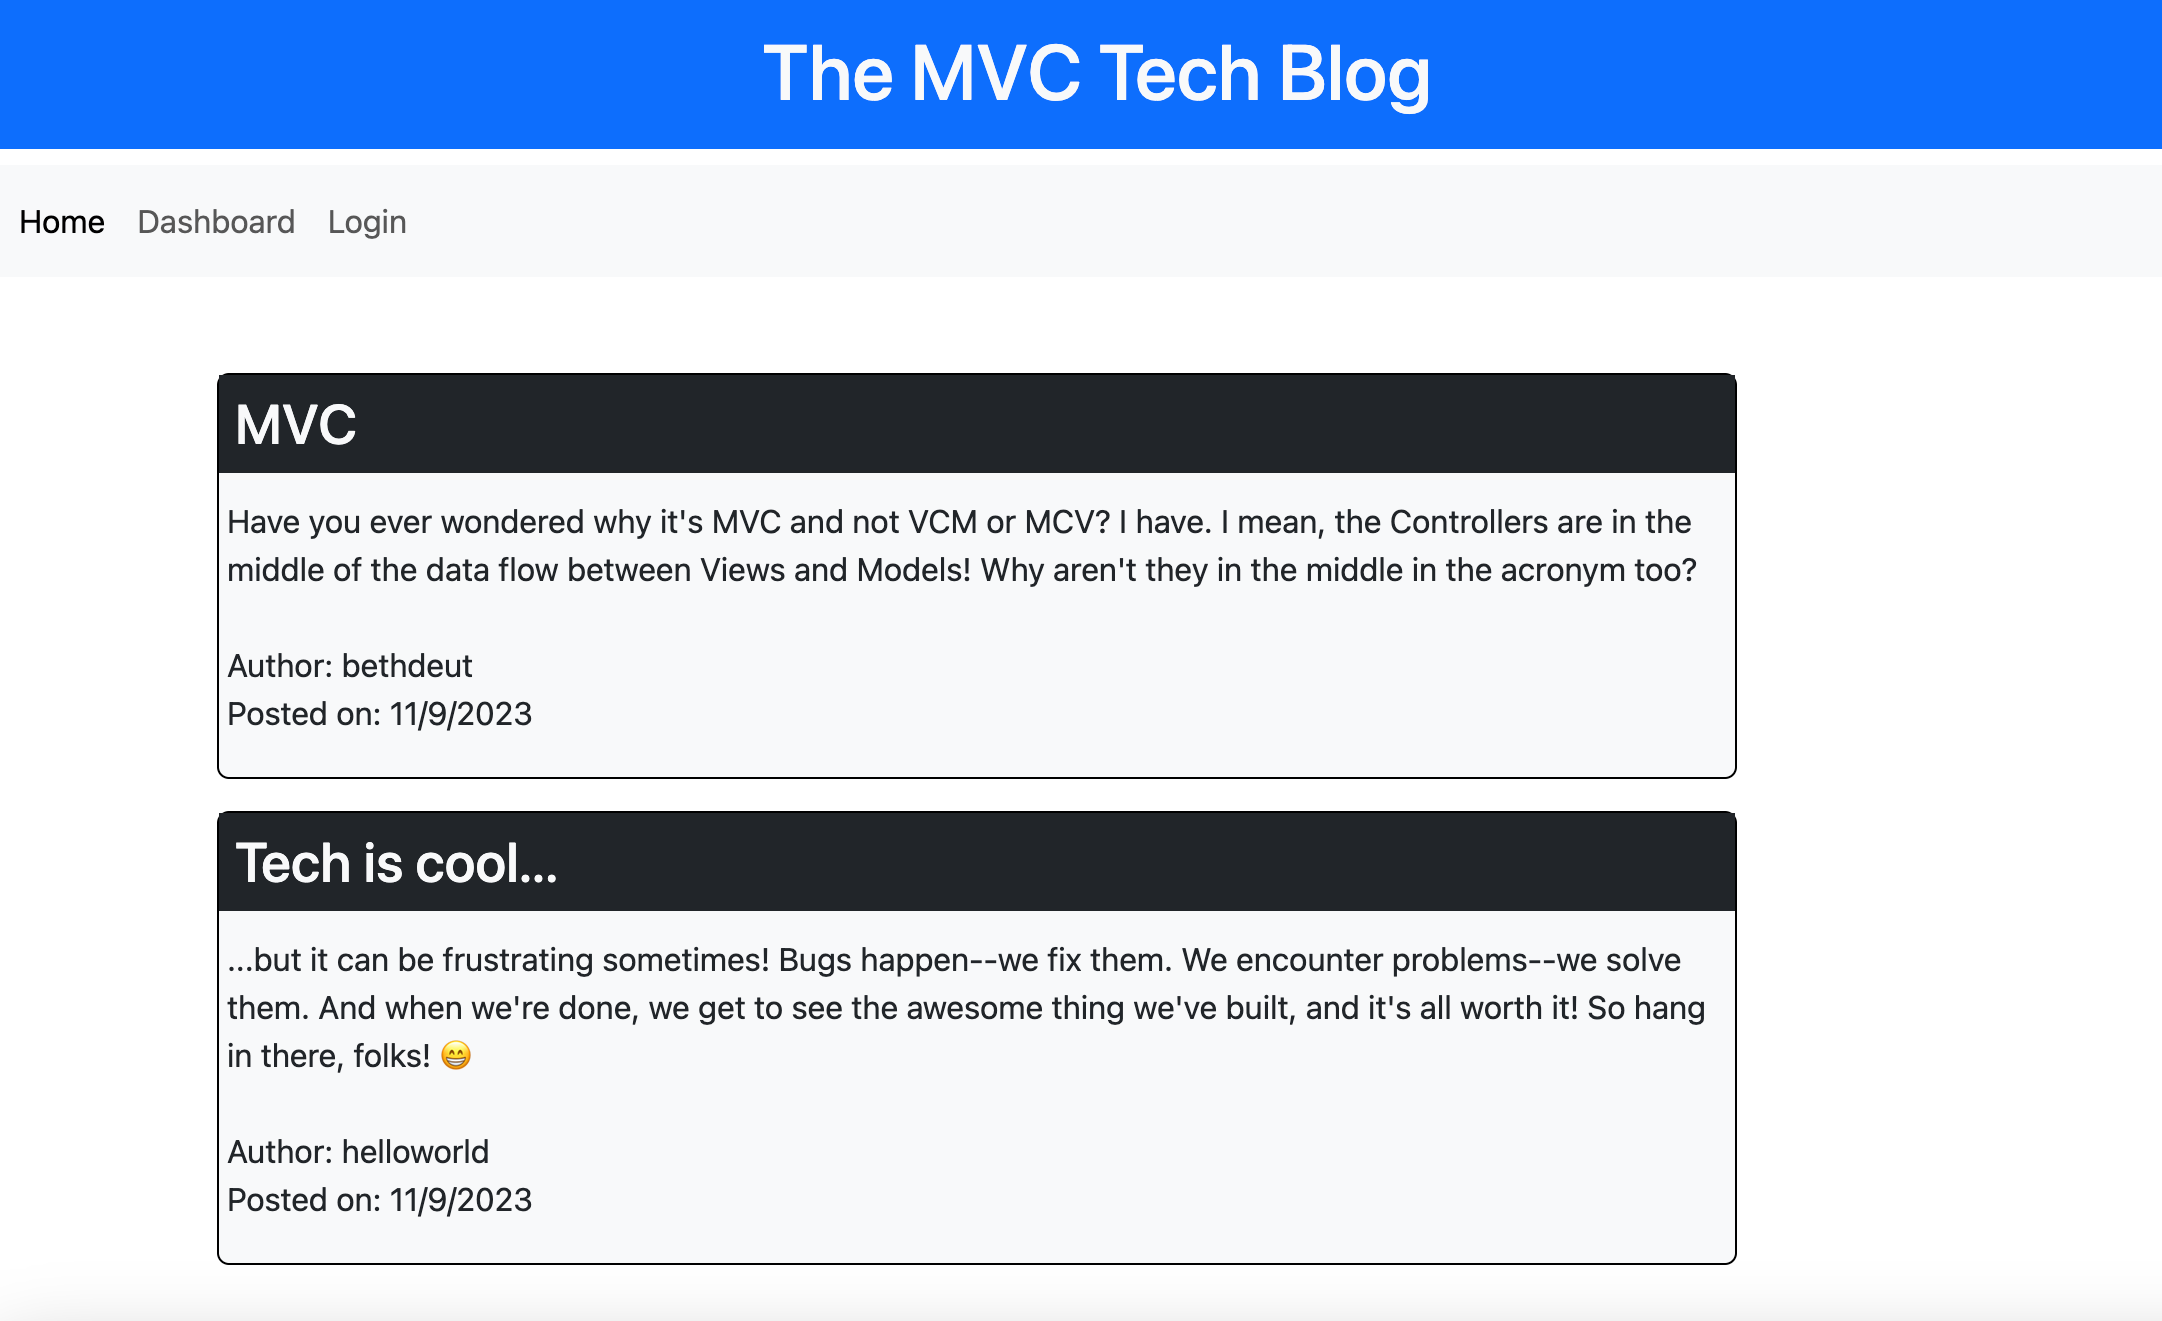 The MVC Tech Blog
Home Dashboard Login
MVC
Have you ever wondered why it's MVC and not VCM or MCV? I have. I mean, the Controllers are in the
middle of the data flow between Views and Models! Why aren't they in the middle in the acronym too?
Author: bethdeut
Posted on: 11/9/2023
Tech is cool...
...but it can be frustrating sometimes! Bugs happen--we fix them. We encounter problems--we solve
them. And when we're done, we get to see the awesome thing we've built, and it's all worth it! So hang
in there, folks! 😁
Author: helloworld
Posted on: 11/9/2023